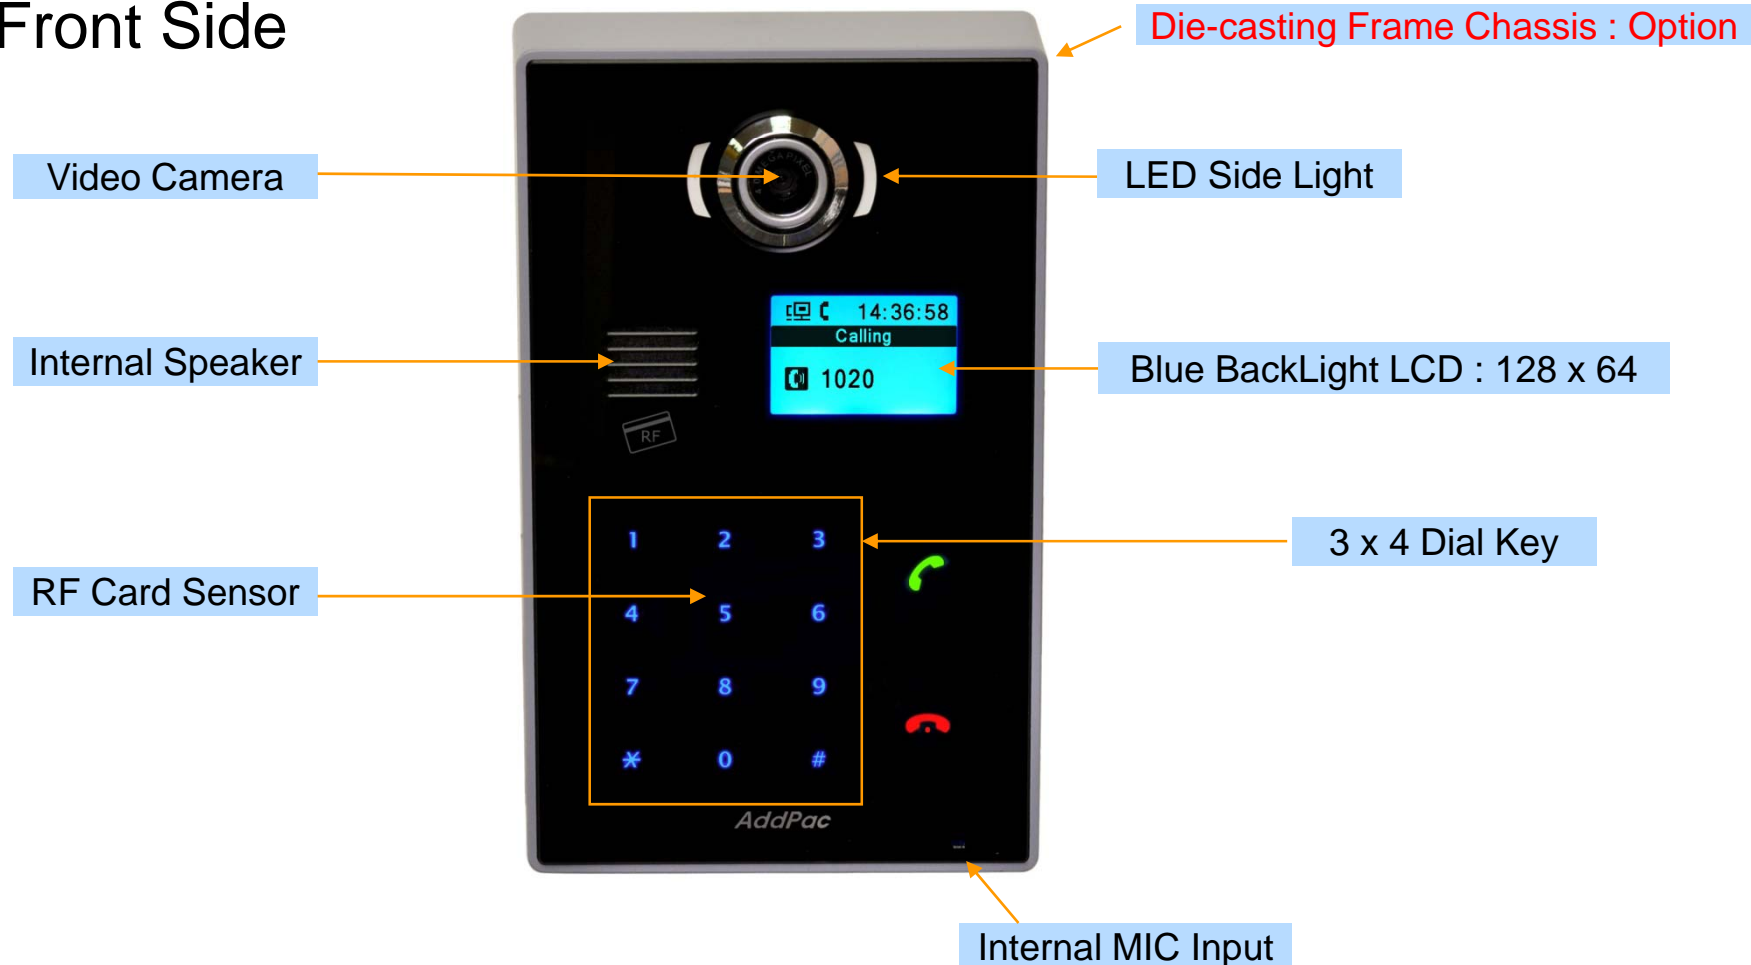 Front Side
Die-casting Frame Chassis : Option
Video Camera
LED Side Light
MEGA PIXEL
14:36:58
Calling
1020
Internal Speaker
Blue BackLight LCD : 128 x 64
RF
1 2 3
3 x 4 Dial Key
RF Card Sensor
4 5 6
7 8 9
* 0 #
AddPac
Internal MIC Input